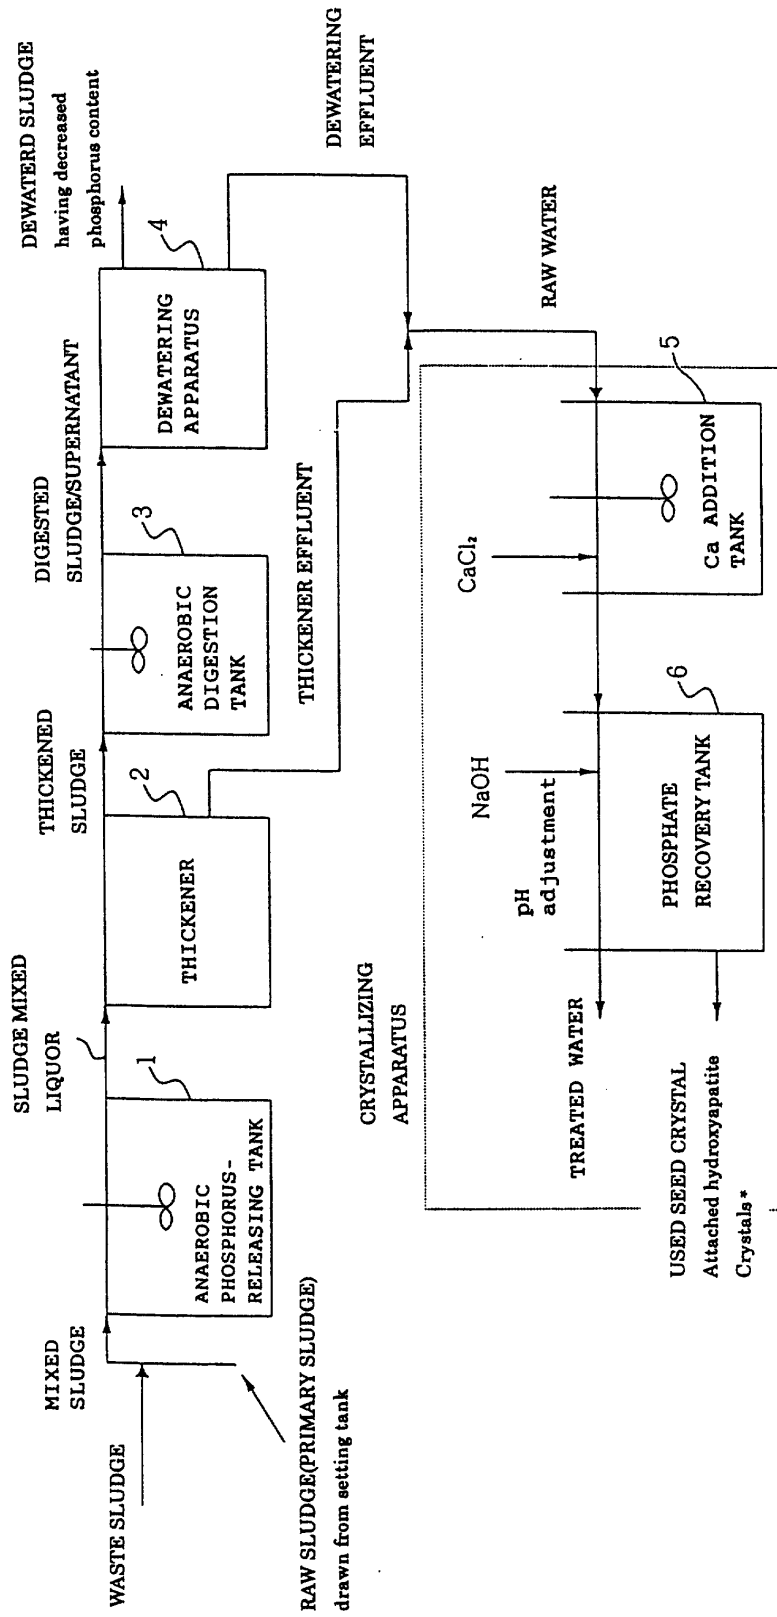 WASTE SLUDGE
RAW SLUDGE(PRIMARY SLUDGE)
drawn from setting tank
MIXED
SLUDGE
ANAEROBIC
PHOSPHORUS-
RELEASING TANK
1
SLUDGE MIXED
LIQUOR
THICKENER
2
THICKENED
SLUDGE
ANAEROBIC
DIGESTION
TANK
3
DIGESTED
SLUDGE/SUPERNATANT
DEWATERING
APPARATUS
4
DEWATERD SLUDGE
having decreased
phosphorus content
THICKENER EFFLUENT
DEWATERING
EFFLUENT
RAW WATER
CRYSTALLIZING
APPARATUS
CaCl₂
Ca ADDITION
TANK
5
NaOH
pH
adjustment
PHOSPHATE
RECOVERY TANK
6
TREATED WATER
USED SEED CRYSTAL
Attached hydroxyapatite
Crystals*